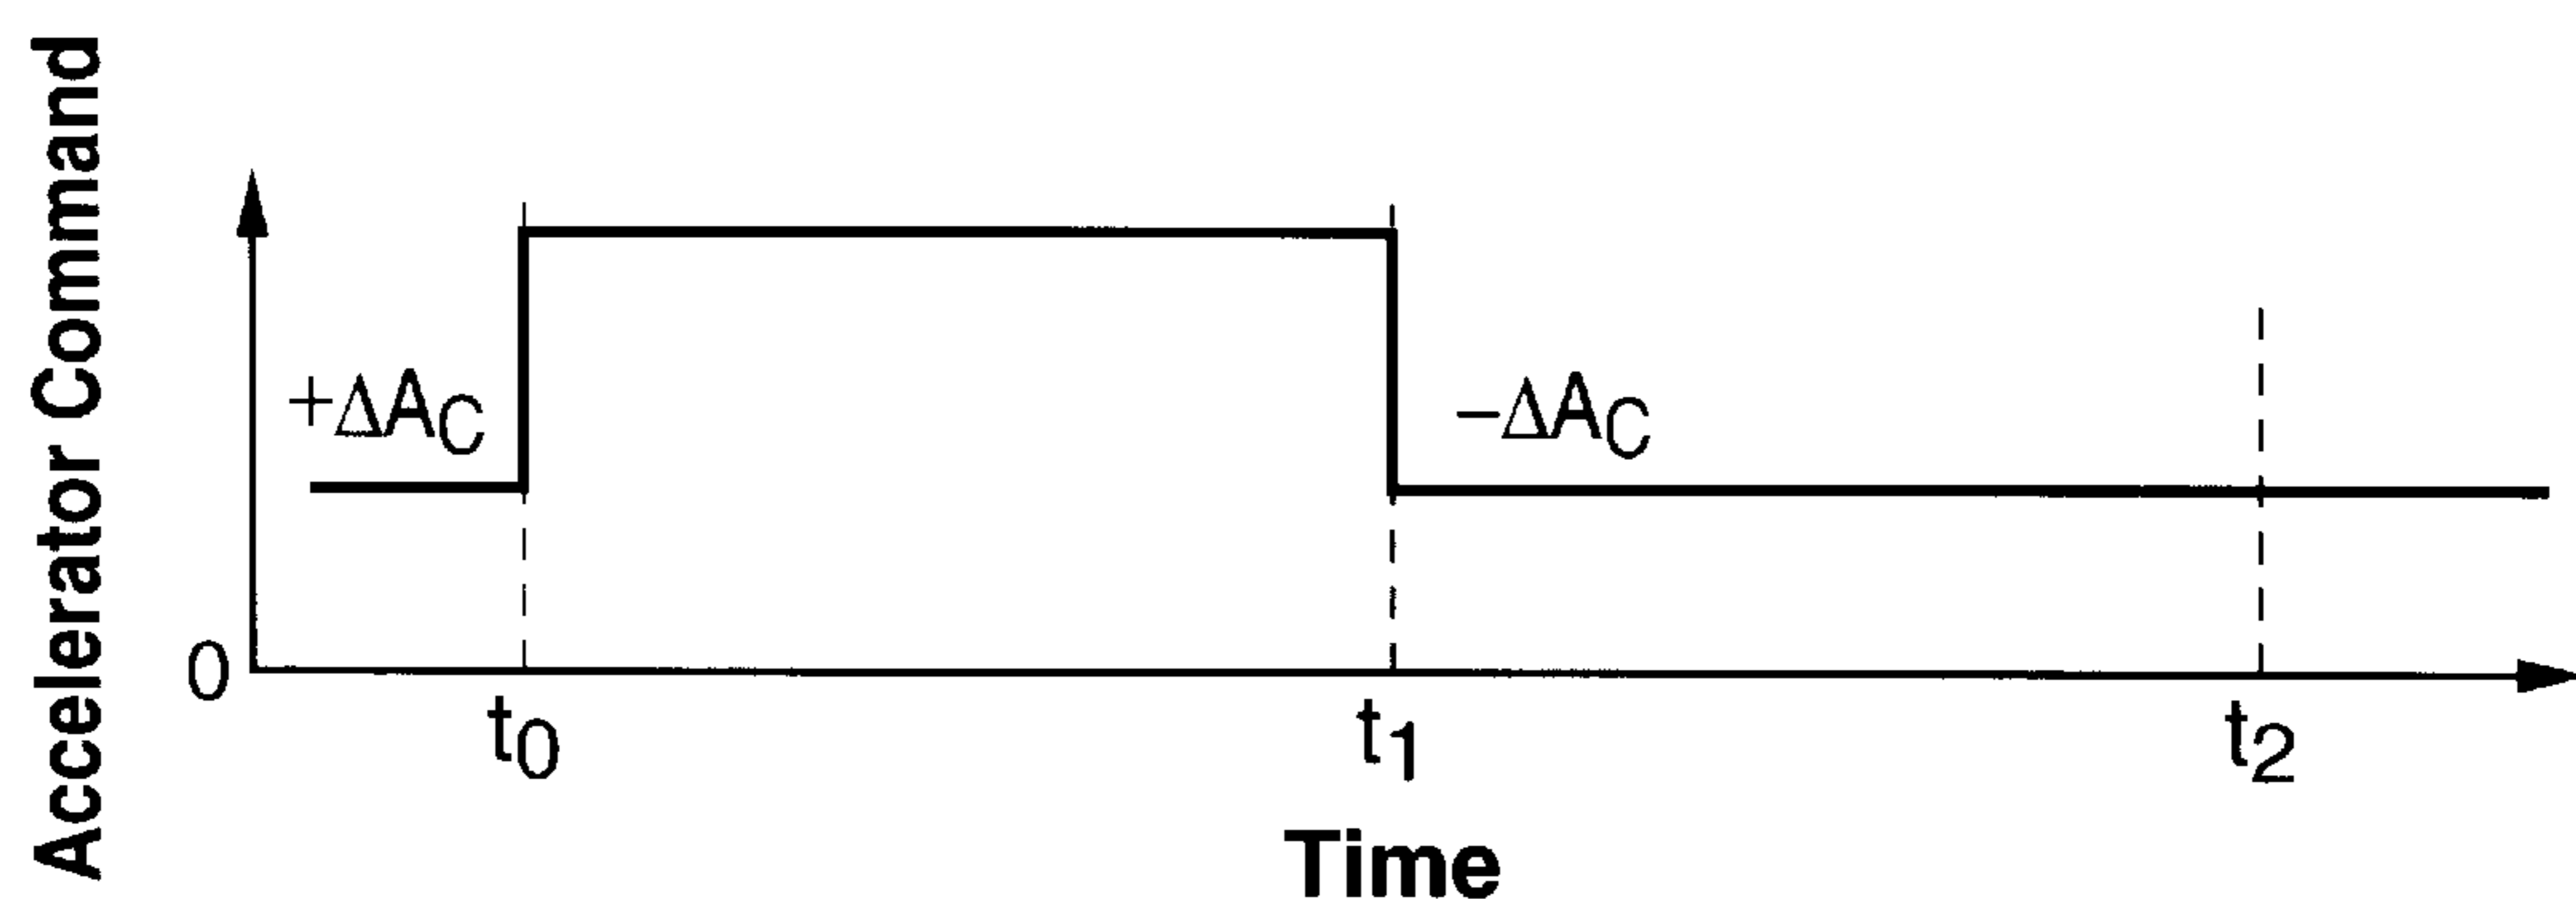 Accelerator Command
+ΔAC
−ΔAC
0
t0
t1
t2
Time